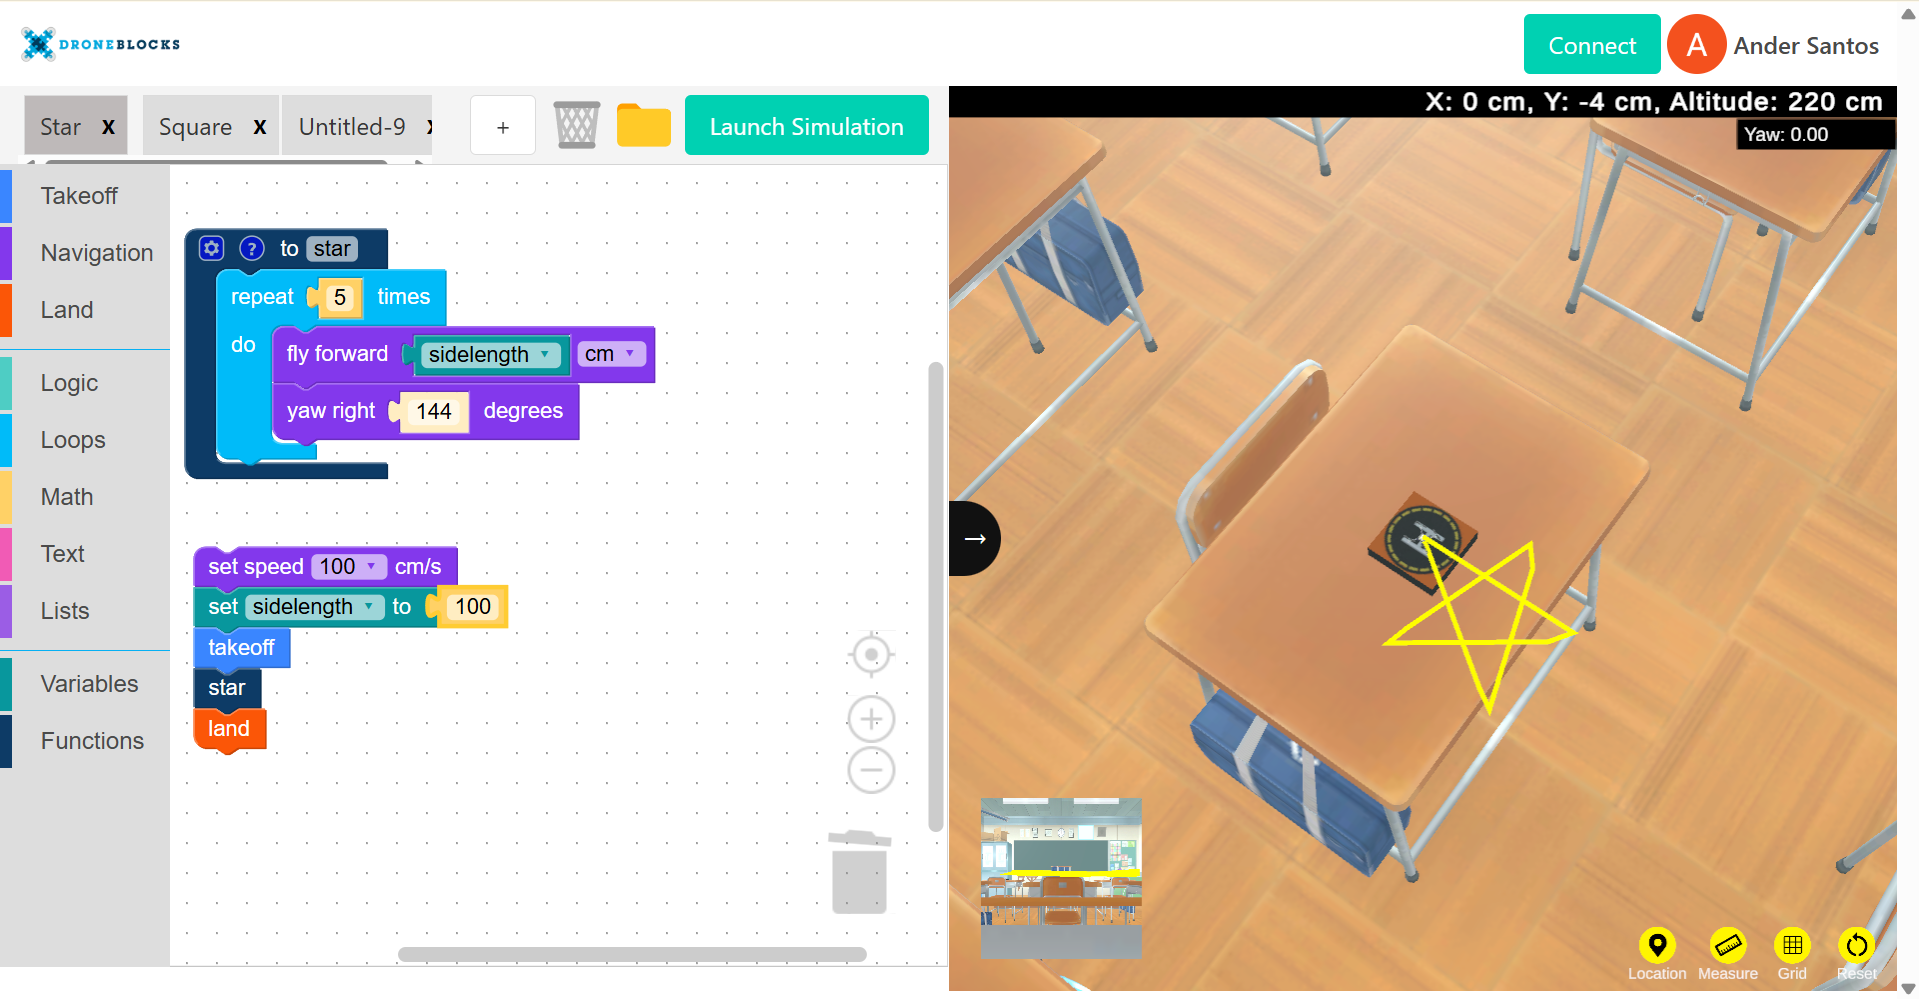 DRONEBLOCKS
Connect
A
Ander Santos
Star X
Square X
Untitled-9 X
+
Launch Simulation
X: 0 cm, Y: -4 cm, Altitude: 220 cm
Yaw: 0.00
Takeoff
Navigation
Land
Logic
Loops
Math
Text
Lists
Variables
Functions
? to star
repeat 5 times
do
fly forward sidelength cm
yaw right 144 degrees
set speed 100 cm/s
set sidelength to 100
takeoff
star
land
→
H
Location
Measure
Grid
Reset